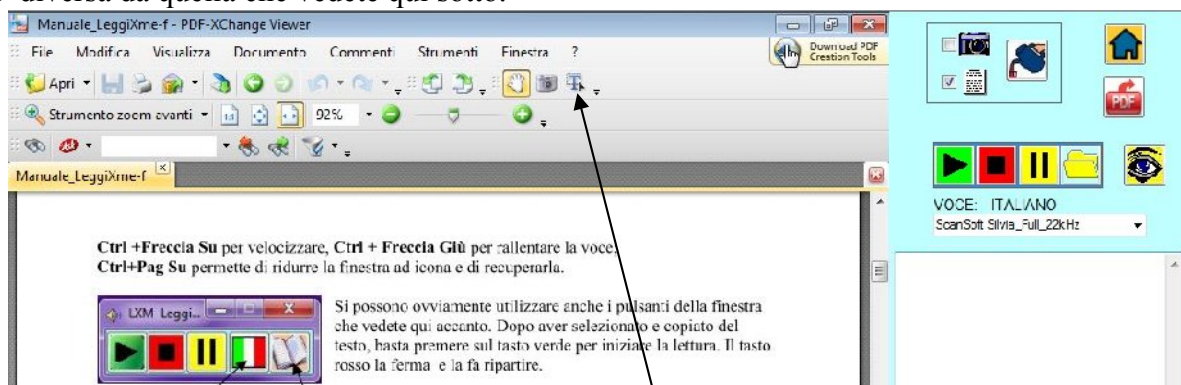 diversa da quella che vedete qui sotto.
Manuale_LeggiXme-f - PDF-XChange Viewer
File Modifica Visualizza Documento Commenti Strumenti Finestra ?
Download PDF
Creation Tools
Apri
Strumento zoom avanti 92%
Manuale_LeggiXme-f
PDF
VOCE: ITALIANO
ScanSoft Silvia_Full_22kHz
Ctrl +Freccia Su per velocizzare, Ctrl + Freccia Giù per rallentare la voce,
Ctrl+Pag Su permette di ridurre la finestra ad icona e di recuperarla.
LXM Leggi..
Si possono ovviamente utilizzare anche i pulsanti della finestra
che vedete qui accanto. Dopo aver selezionato e copiato del
testo, basta premere sul tasto verde per iniziare la lettura. Il tasto
rosso la ferma e la fa ripartire.